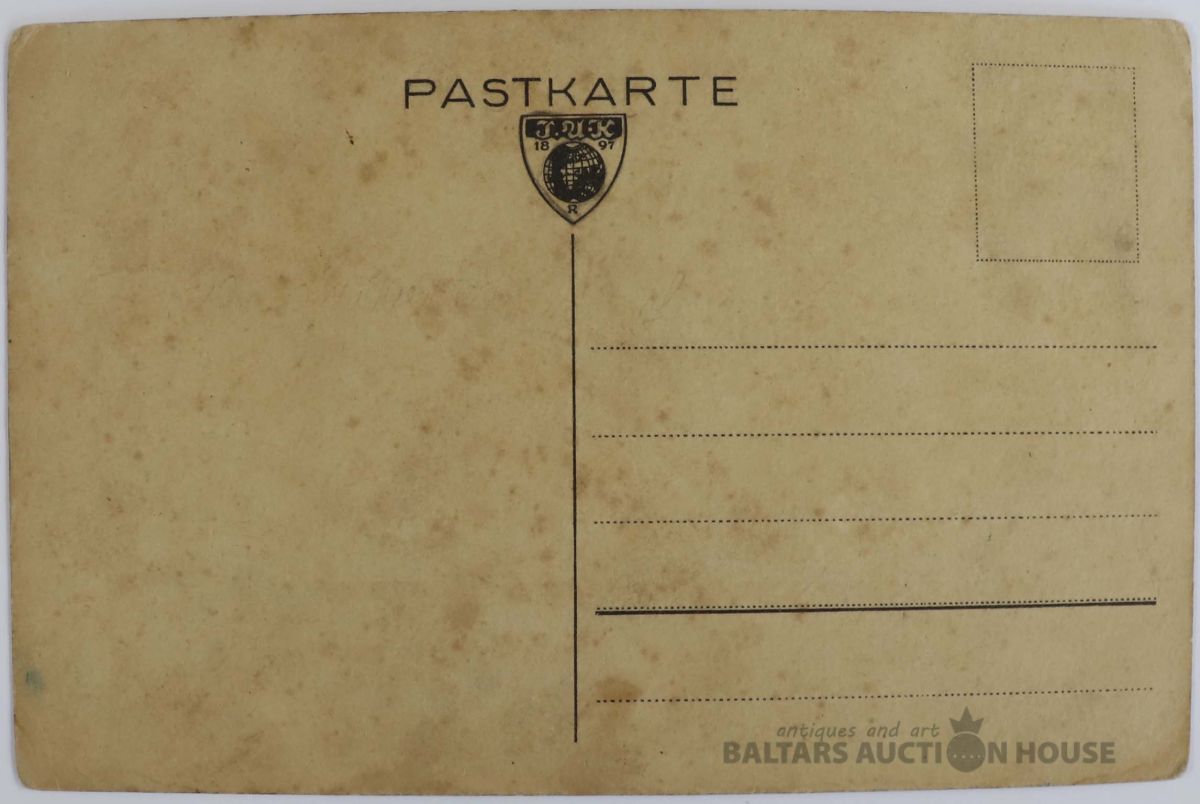 PASTKARTE
J.U.K
18 97
R
antiques and art
BALTARS AUCTION HOUSE